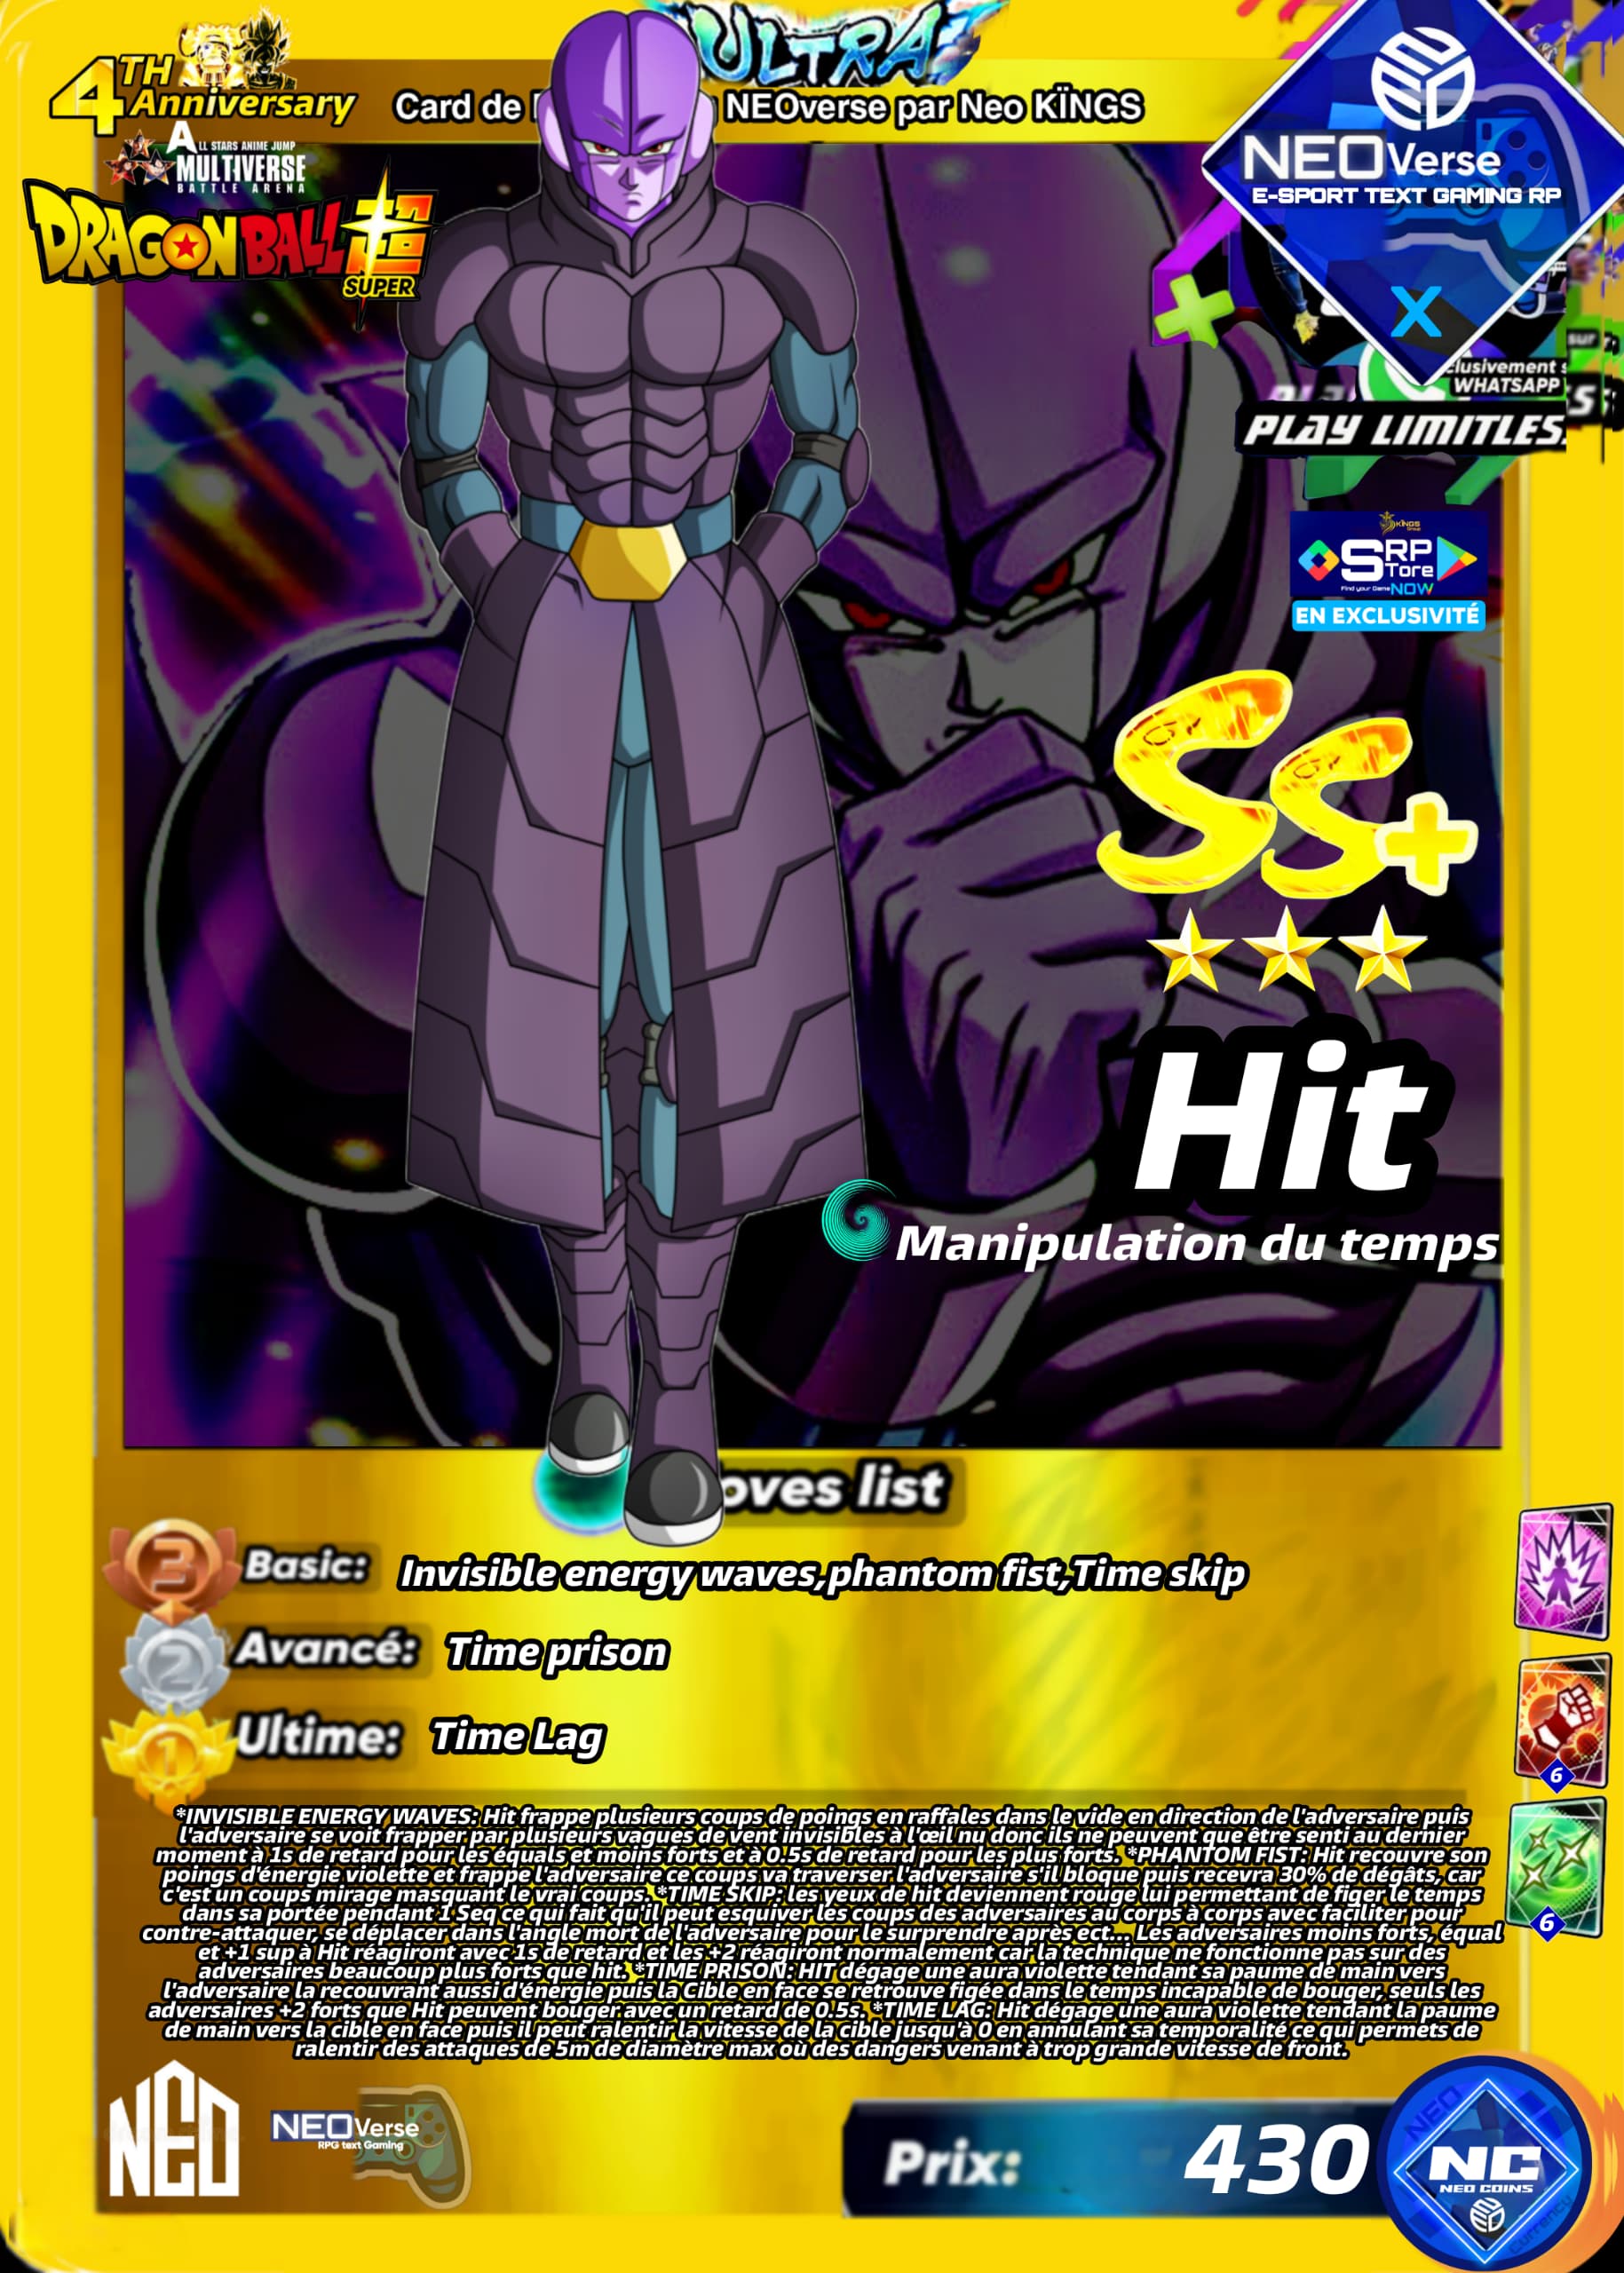 ULTRA
4TH
Anniversary
Card de
NEOverse par Neo KÏNGS
ALL STARS ANIME JUMP
MULTIVERSE
BATTLE ARENA
DRAGON BALL
超
SUPER
NEOVerse
E-SPORT TEXT GAMING RP
X
sur
clusivement s
WHATSAPP
PLAY LIMITLES
KÏNGS
Group
SRP
Tore
Find your Game NOW
EN EXCLUSIVITÉ
SS+
Hit
Manipulation du temps
oves list
3 Basic: Invisible energy waves,phantom fist,Time skip
2 Avancé: Time prison
1 Ultime: Time Lag
6
6
*INVISIBLE ENERGY WAVES: Hit frappe plusieurs coups de poings en raffales dans le vide en direction de l'adversaire puis
l'adversaire se voit frapper par plusieurs vagues de vent invisibles à l'œil nu donc ils ne peuvent que être senti au dernier
moment à 1s de retard pour les équals et moins forts et à 0.5s de retard pour les plus forts. *PHANTOM FIST: Hit recouvre son
poings d'énergie violette et frappe l'adversaire ce coups va traverser l'adversaire s'il bloque puis recevra 30% de dégâts, car
c'est un coups mirage masquant le vrai coups. *TIME SKIP: les yeux de hit deviennent rouge lui permettant de figer le temps
dans sa portée pendant 1 Seq ce qui fait qu'il peut esquiver les coups des adversaires au corps à corps avec faciliter pour
contre-attaquer, se déplacer dans l'angle mort de l'adversaire pour le surprendre après ect... Les adversaires moins forts, équal
et +1 sup à Hit réagiront avec 1s de retard et les +2 réagiront normalement car la technique ne fonctionne pas sur des
adversaires beaucoup plus forts que hit. *TIME PRISON: HIT dégage une aura violette tendant sa paume de main vers
l'adversaire la recouvrant aussi d'énergie puis la Cible en face se retrouve figée dans le temps incapable de bouger, seuls les
adversaires +2 forts que Hit peuvent bouger avec un retard de 0.5s. *TIME LAG: Hit dégage une aura violette tendant la paume
de main vers la cible en face puis il peut ralentir la vitesse de la cible jusqu'à 0 en annulant sa temporalité ce qui permets de
ralentir des attaques de 5m de diamètre max où des dangers venant à trop grande vitesse de front.
NEO
NEOVerse
RPG text Gaming
Prix: 430
NC
NEO COINS
Currency